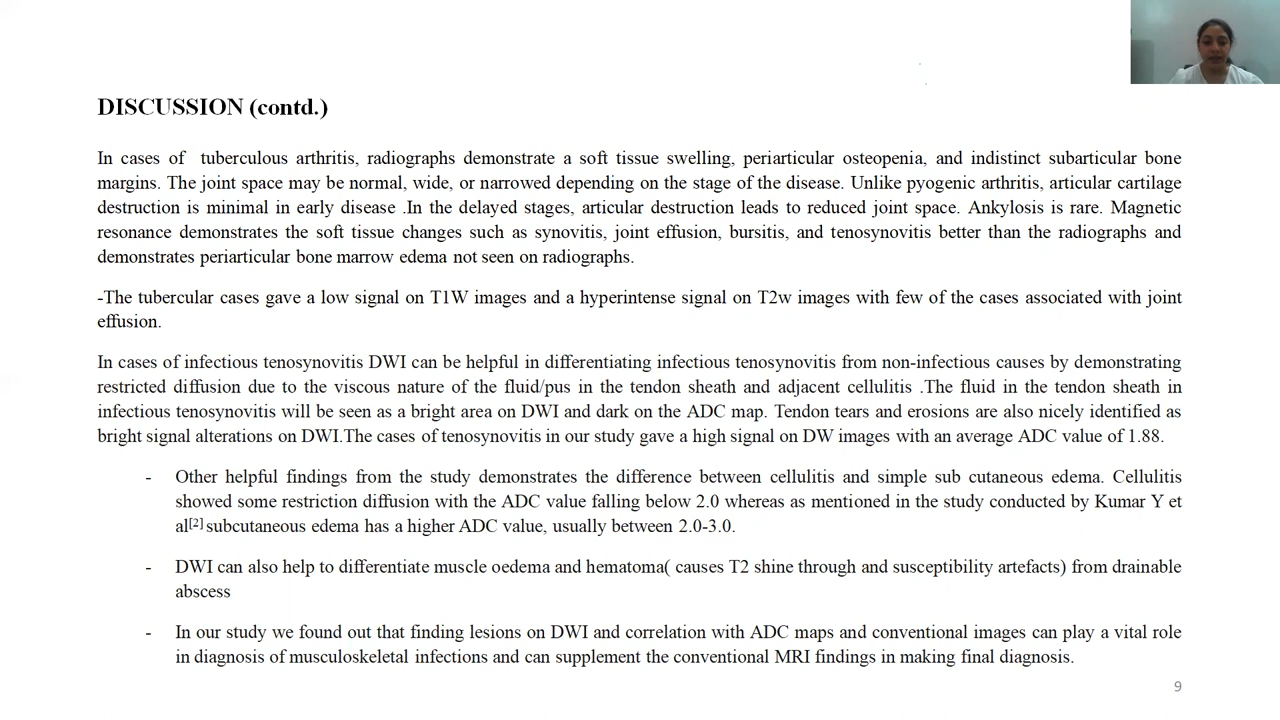 DISCUSSION (contd.)
In cases of tuberculous arthritis, radiographs demonstrate a soft tissue swelling, periarticular osteopenia, and indistinct subarticular bone
margins. The joint space may be normal, wide, or narrowed depending on the stage of the disease. Unlike pyogenic arthritis, articular cartilage
destruction is minimal in early disease .In the delayed stages, articular destruction leads to reduced joint space. Ankylosis is rare. Magnetic
resonance demonstrates the soft tissue changes such as synovitis, joint effusion, bursitis, and tenosynovitis better than the radiographs and
demonstrates periarticular bone marrow edema not seen on radiographs.
-The tubercular cases gave a low signal on T1W images and a hyperintense signal on T2w images with few of the cases associated with joint
effusion.
In cases of infectious tenosynovitis DWI can be helpful in differentiating infectious tenosynovitis from non-infectious causes by demonstrating
restricted diffusion due to the viscous nature of the fluid/pus in the tendon sheath and adjacent cellulitis .The fluid in the tendon sheath in
infectious tenosynovitis will be seen as a bright area on DWI and dark on the ADC map. Tendon tears and erosions are also nicely identified as
bright signal alterations on DWI.The cases of tenosynovitis in our study gave a high signal on DW images with an average ADC value of 1.88.
- Other helpful findings from the study demonstrates the difference between cellulitis and simple sub cutaneous edema. Cellulitis
showed some restriction diffusion with the ADC value falling below 2.0 whereas as mentioned in the study conducted by Kumar Y et
al[2] subcutaneous edema has a higher ADC value, usually between 2.0-3.0.
- DWI can also help to differentiate muscle oedema and hematoma( causes T2 shine through and susceptibility artefacts) from drainable
abscess
- In our study we found out that finding lesions on DWI and correlation with ADC maps and conventional images can play a vital role
in diagnosis of musculoskeletal infections and can supplement the conventional MRI findings in making final diagnosis.
9